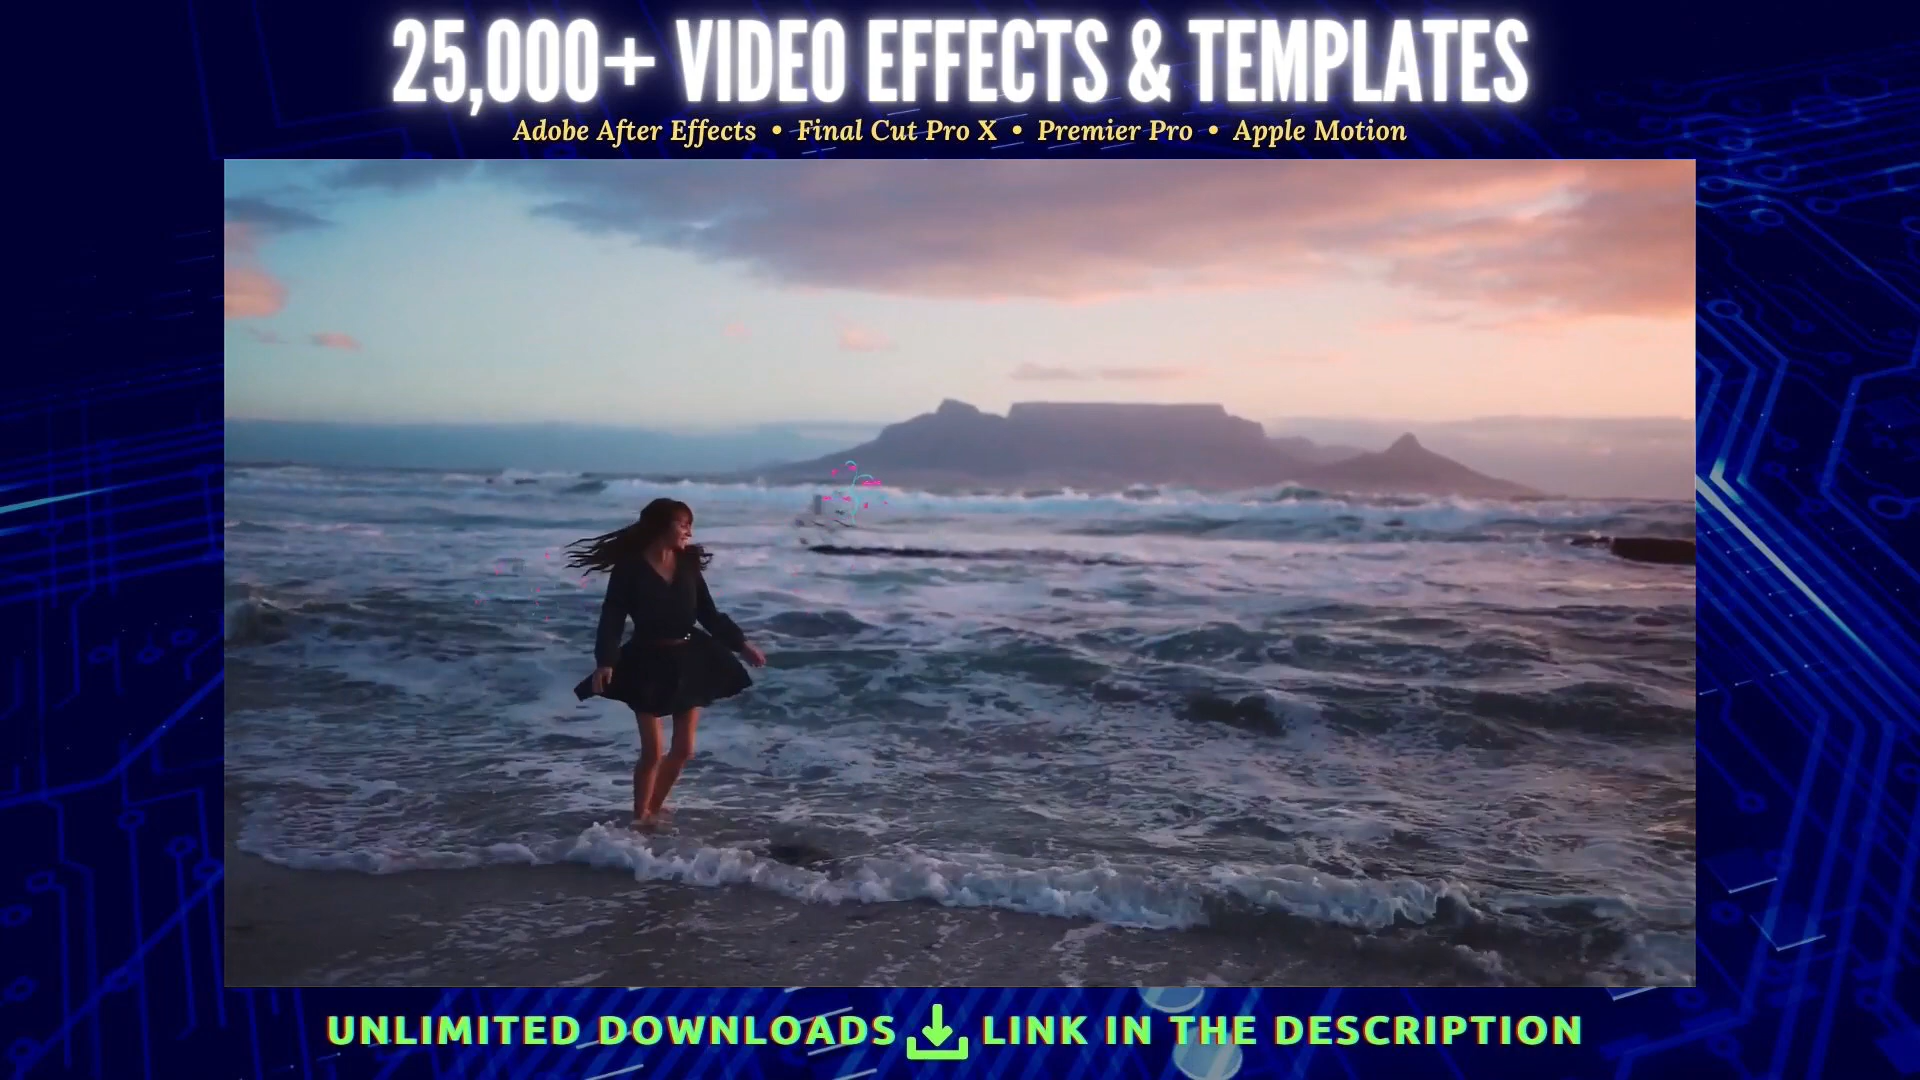 25,000+ VIDEO EFFECTS & TEMPLATES
Adobe After Effects • Final Cut Pro X • Premier Pro • Apple Motion
UNLIMITED DOWNLOADS LINK IN THE DESCRIPTION